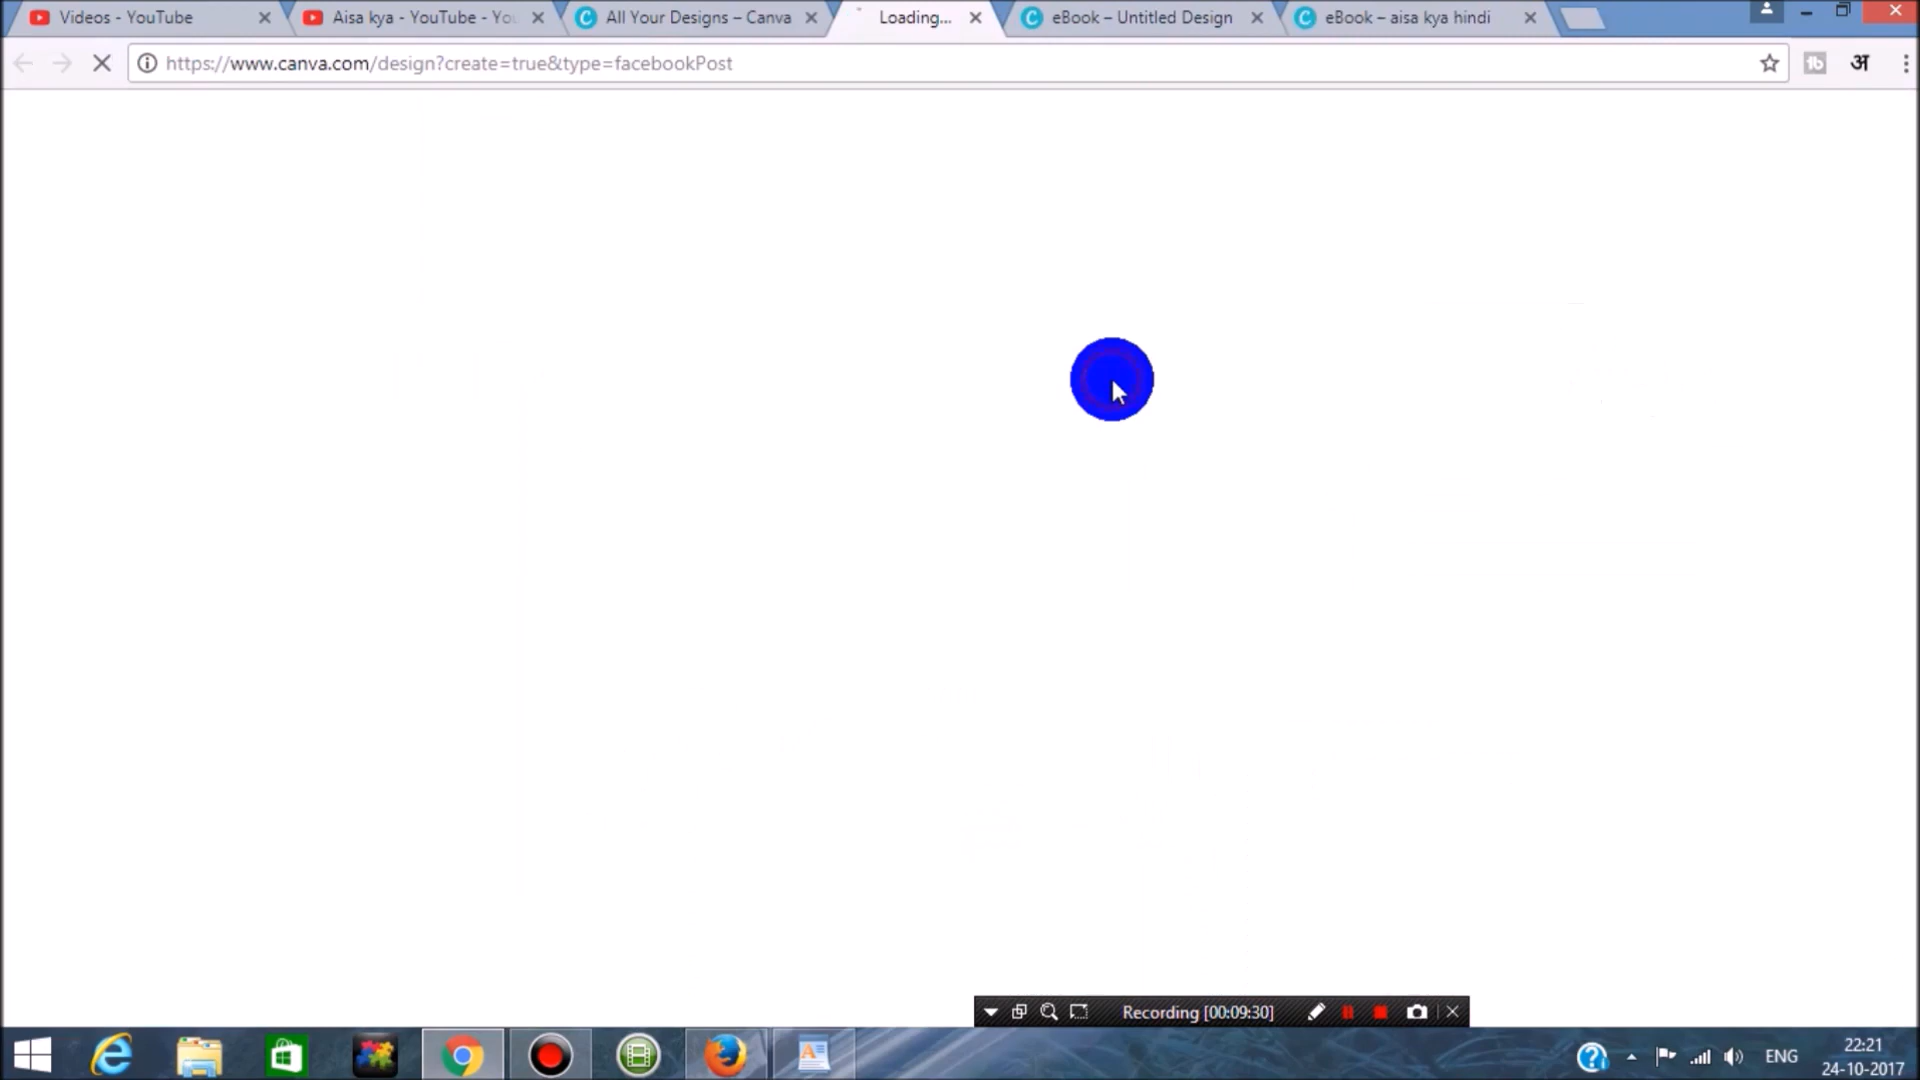 Videos - YouTube
Aisa kya - YouTube - You
All Your Designs – Canva
Loading...
eBook – Untitled Design
eBook – aisa kya hindi
https://www.canva.com/design?create=true&type=facebookPost
अ
Recording [00:09:30]
ENG
22:21
24-10-2017